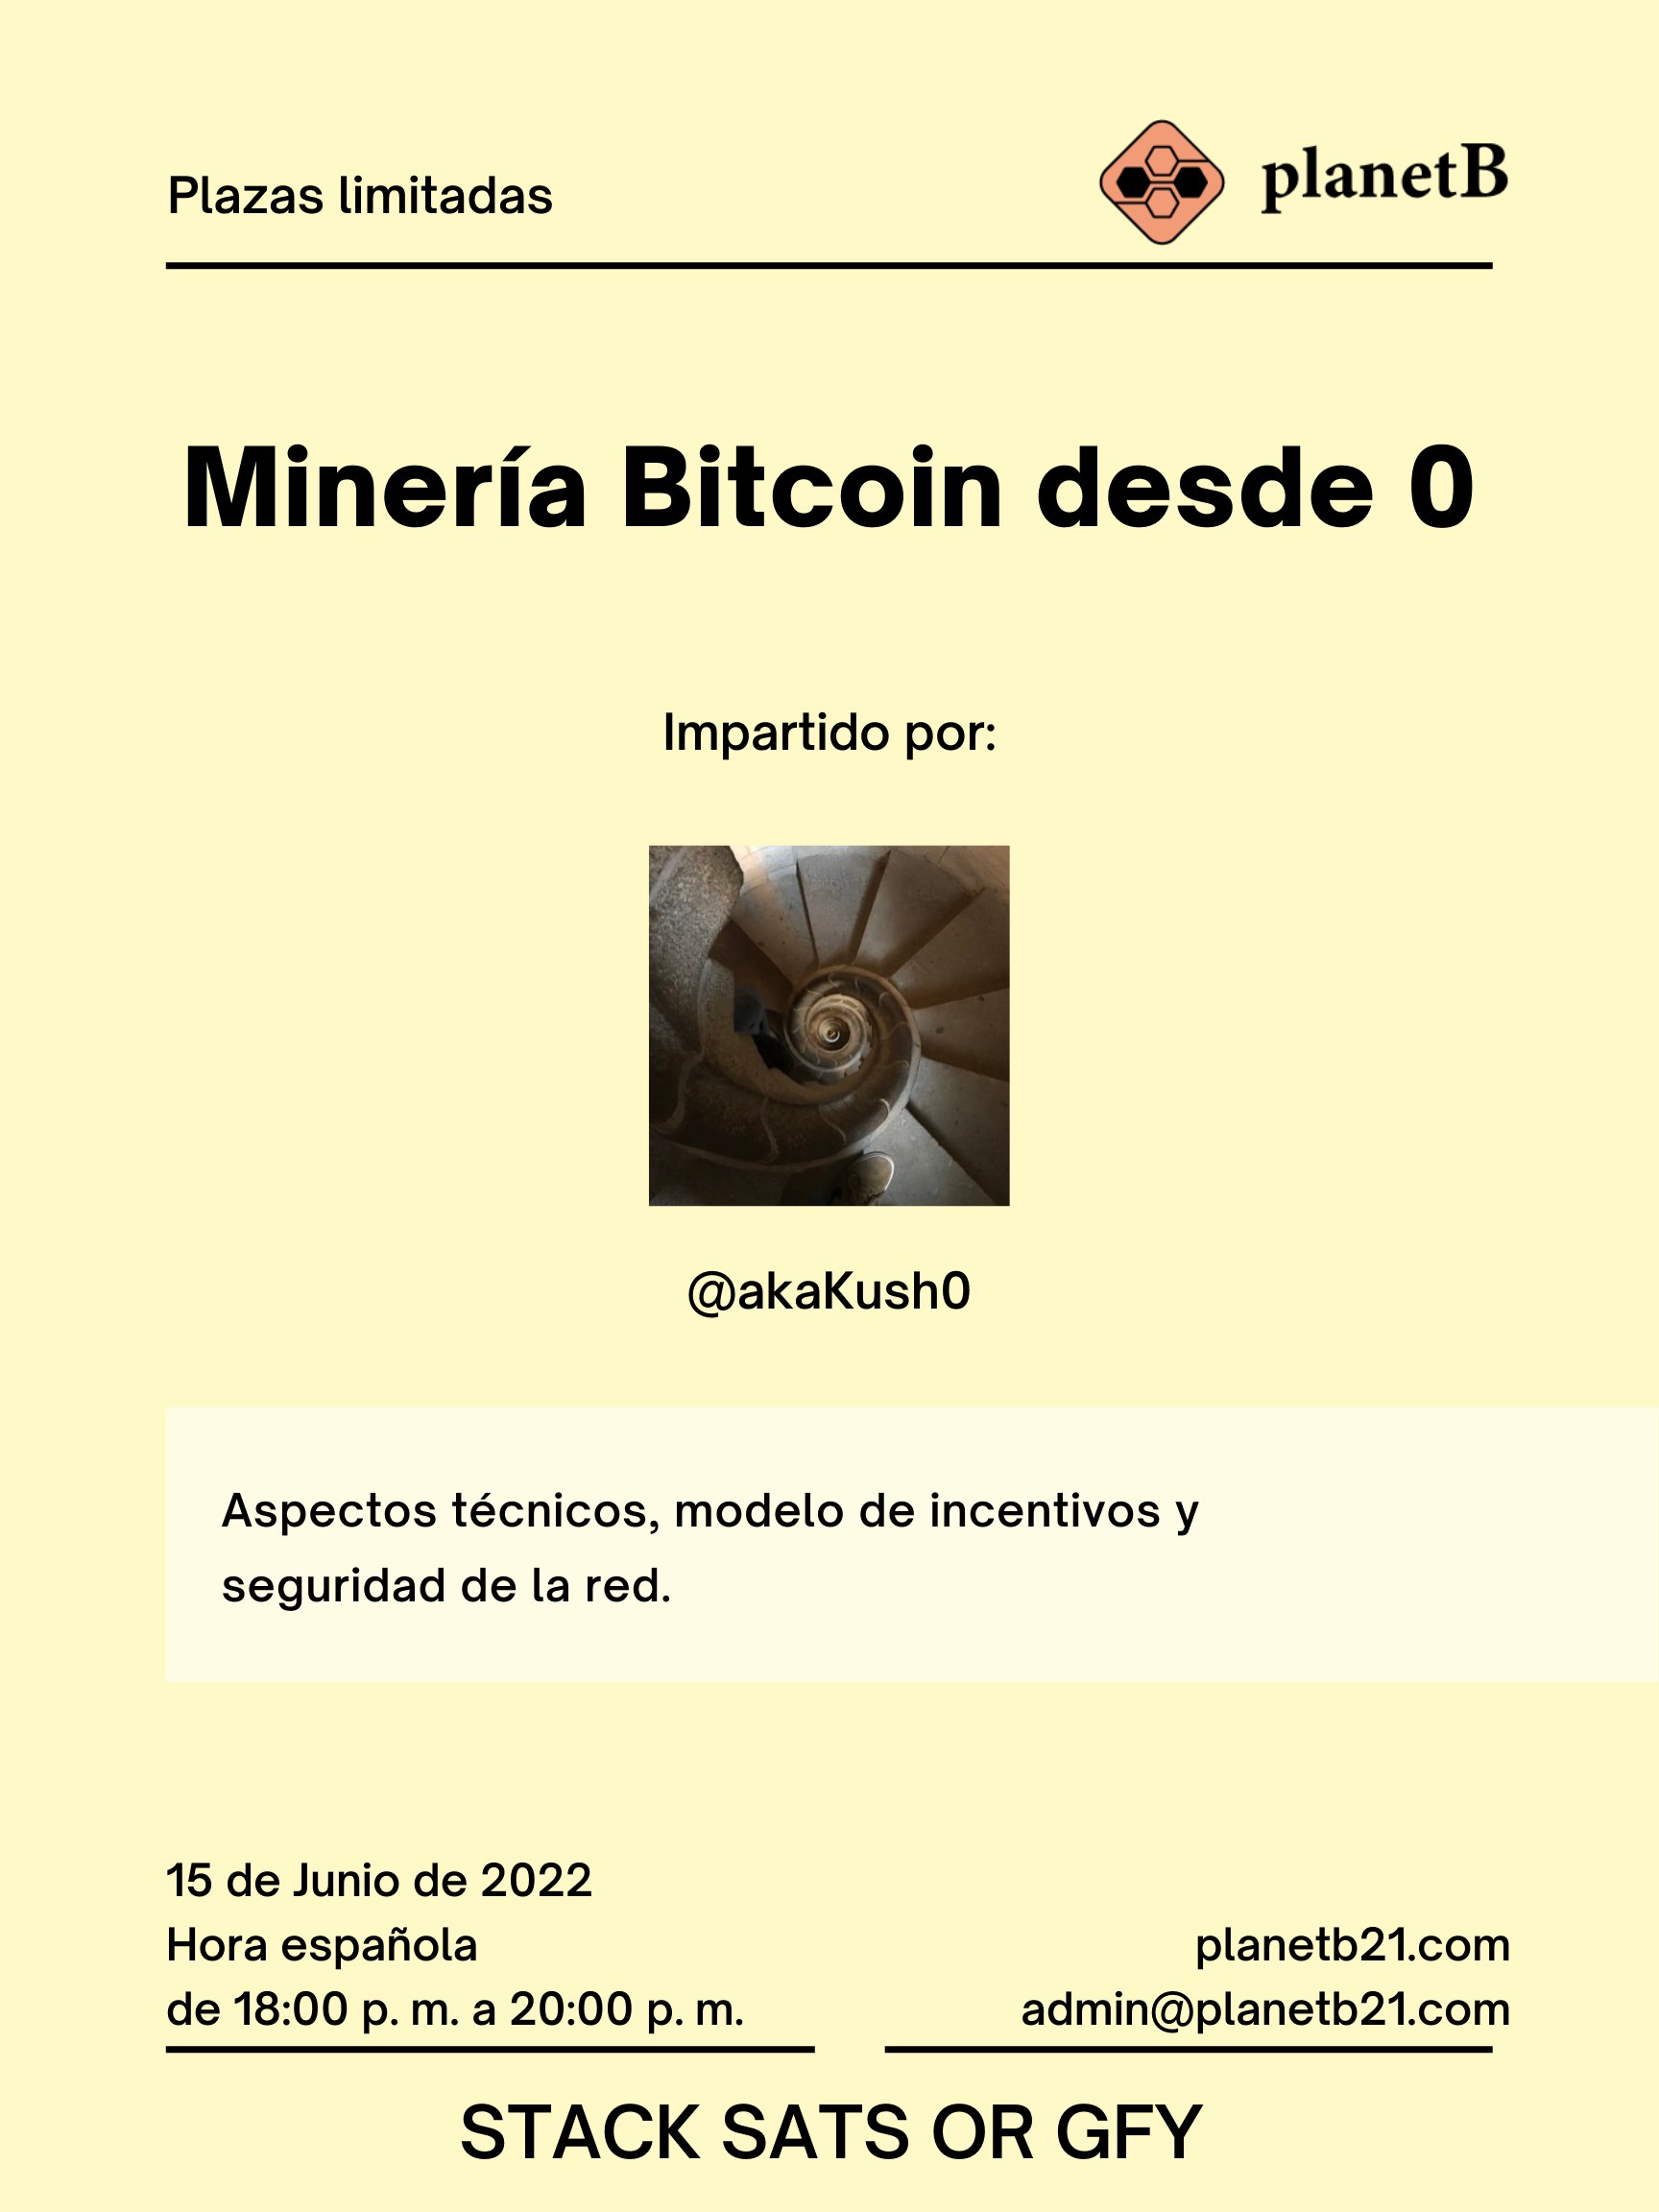 Plazas limitadas
planetB
Minería Bitcoin desde 0
Impartido por:
@akaKush0
Aspectos técnicos, modelo de incentivos y
seguridad de la red.
15 de Junio de 2022
Hora española
de 18:00 p. m. a 20:00 p. m.
planetb21.com
admin@planetb21.com
STACK SATS OR GFY